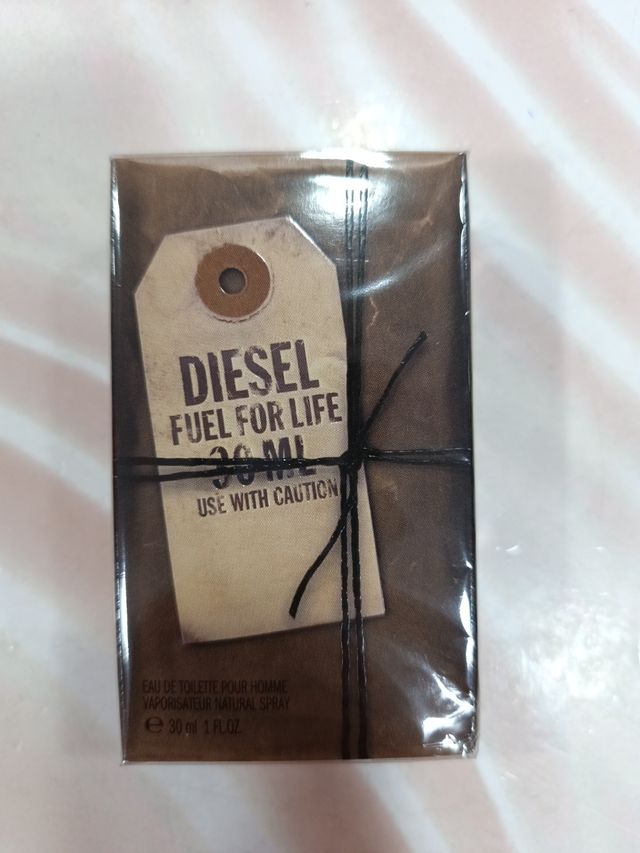 DIESEL
FUEL FOR LIFE
30 ML
USE WITH CAUTION
EAU DE TOILETTE POUR HOMME
VAPORISATEUR NATURAL SPRAY
℮ 30 ml 1 FL.OZ.